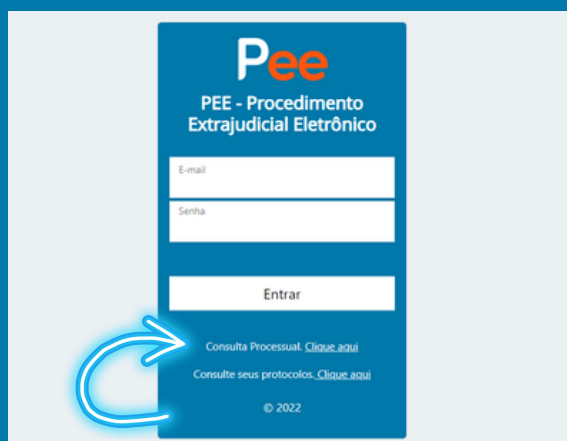 Pee
PEE - Procedimento
Extrajudicial Eletrônico
E-mail
Senha
Entrar
Consulta Processual. Clique aqui
Consulte seus protocolos. Clique aqui
© 2022